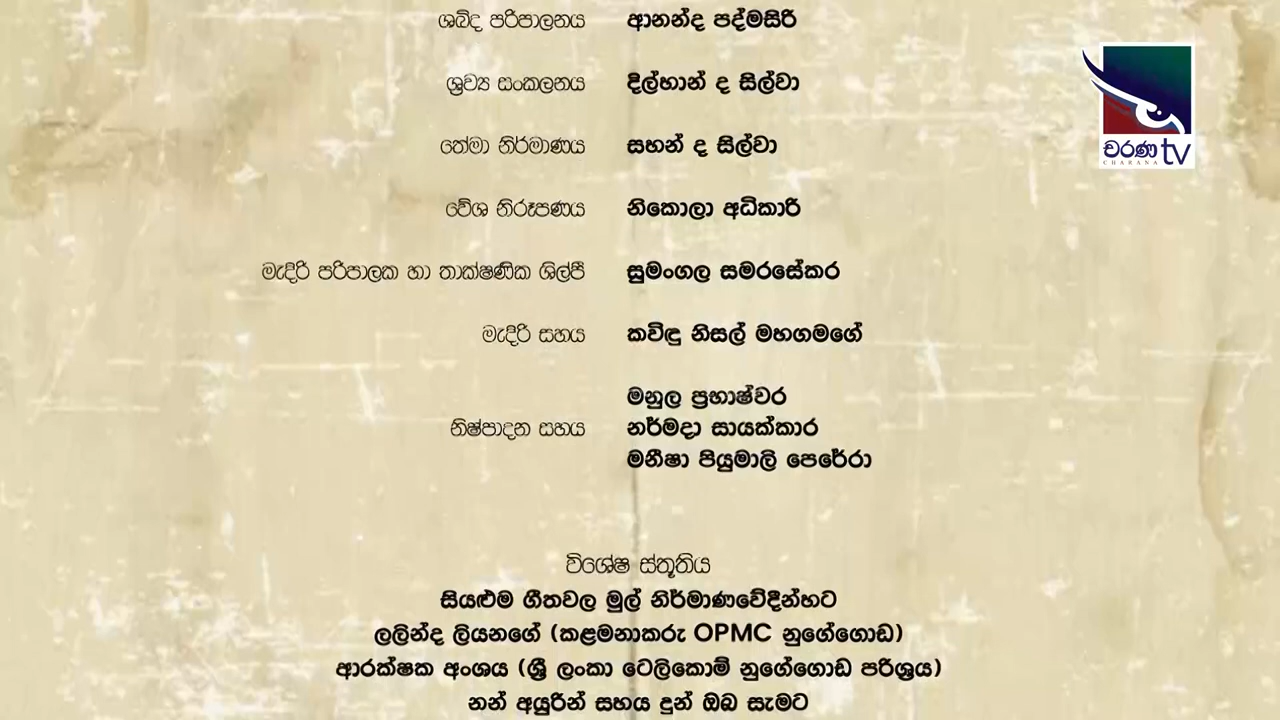 ශබ්ද පරිපාලනය ආනන්ද පද්මසිරි
ශ්‍රව්‍ය සංකලනය දිල්හාන් ද සිල්වා
තේමා නිර්මාණය සහන් ද සිල්වා
වේශ නිරූපණය නිකොලා අධිකාරී
මැදිරි පරිපාලක හා තාක්ෂණික ශිල්පී සුමංගල සමරසේකර
මැදිරි සහය කවිඳු නිසල් මහගමගේ
නිෂ්පාදන සහය මනුල ප්‍රභාෂ්වර
නර්මදා සායක්කාර
මනීෂා පියුමාලි පෙරේරා
විශේෂ ස්තූතිය
සියළුම ගීතවල මුල් නිර්මාණවේදීන්හට
ලලින්ද ලියනගේ (කළමනාකරු OPMC නුගේගොඩ)
ආරක්ෂක අංශය (ශ්‍රී ලංකා ටෙලිකොම් නුගේගොඩ පරිශ්‍රය)
නන් අයුරින් සහය දුන් ඔබ සැමට
චරණ tv
CHARANA